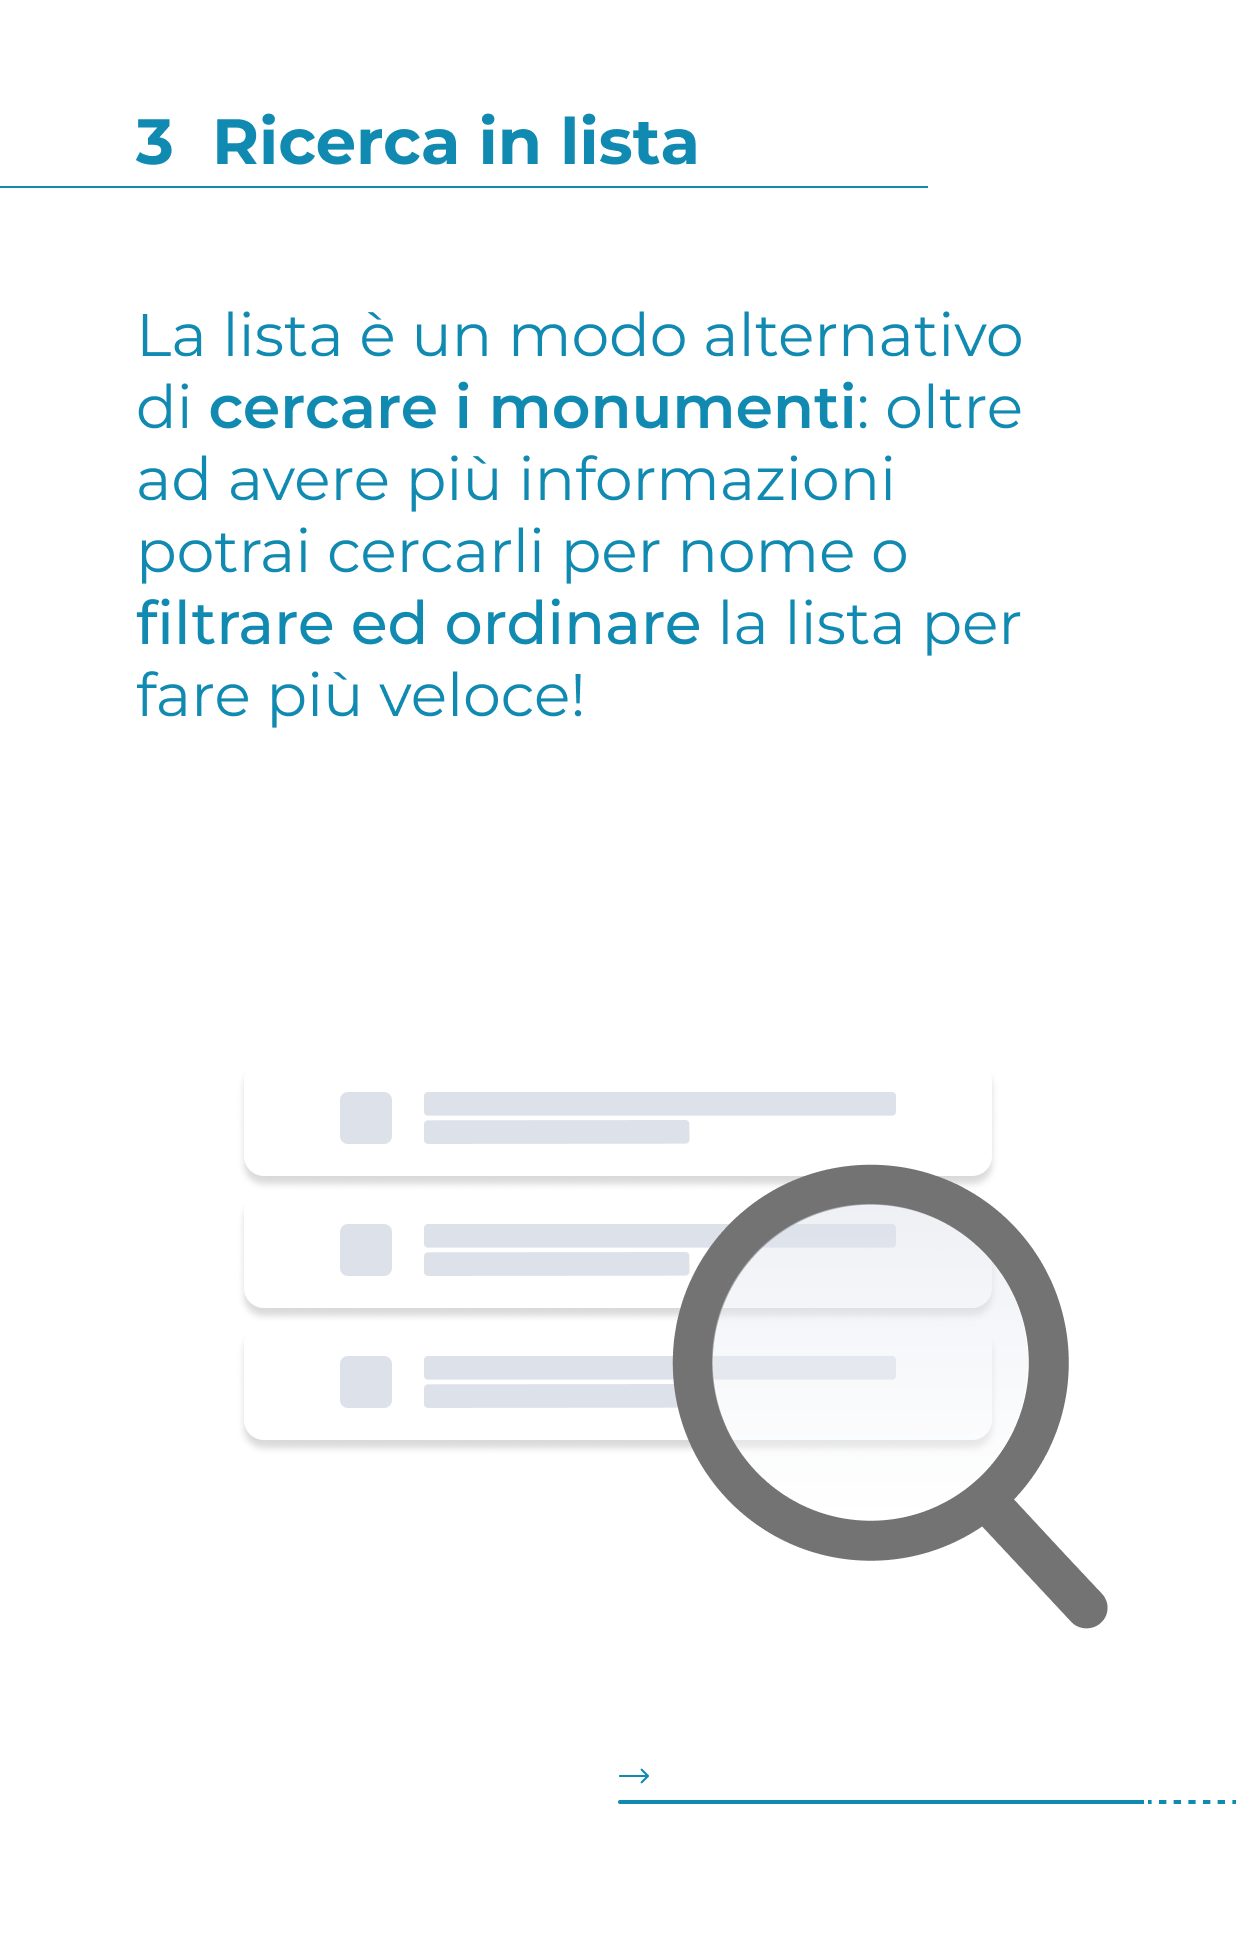 3 Ricerca in lista
La lista è un modo alternativo
di cercare i monumenti: oltre
ad avere più informazioni
potrai cercarli per nome o
filtrare ed ordinare la lista per
fare più veloce!